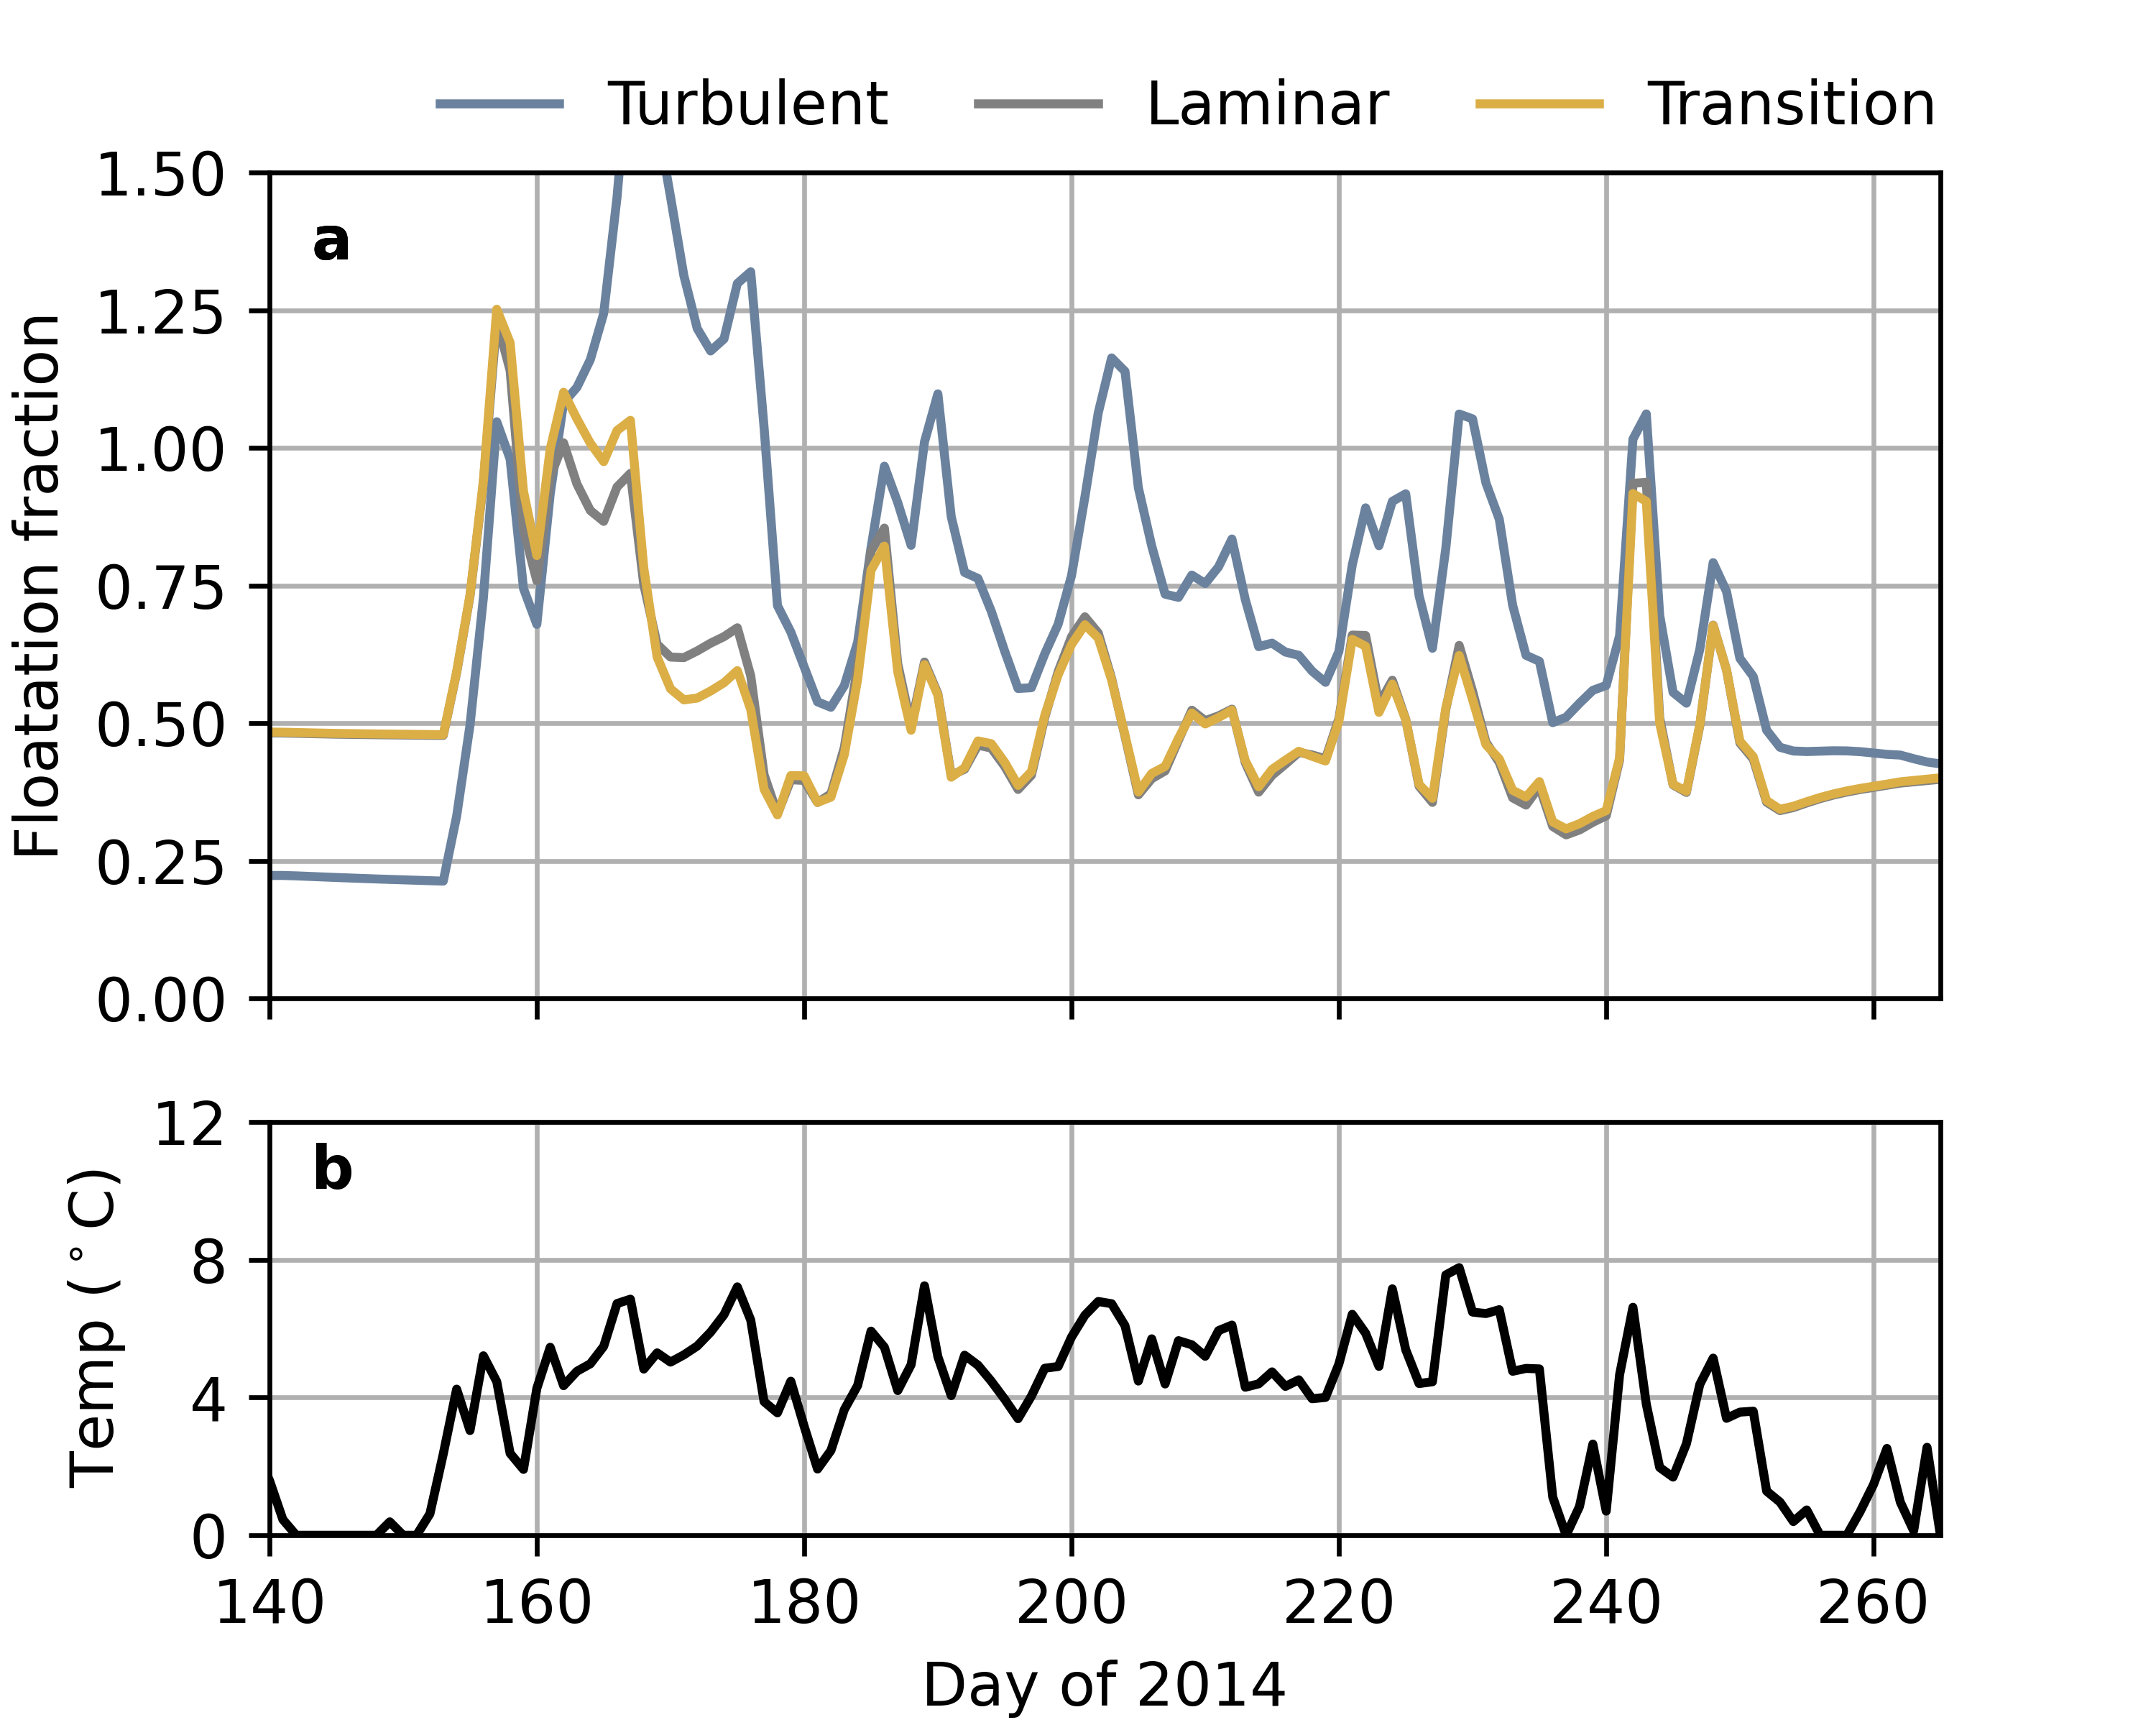 Turbulent Laminar Transition
1.50
1.25
1.00
0.75
0.50
0.25
0.00
Floatation fraction
a
12
8
4
0
Temp (°C)
b
140 160 180 200 220 240 260
Day of 2014